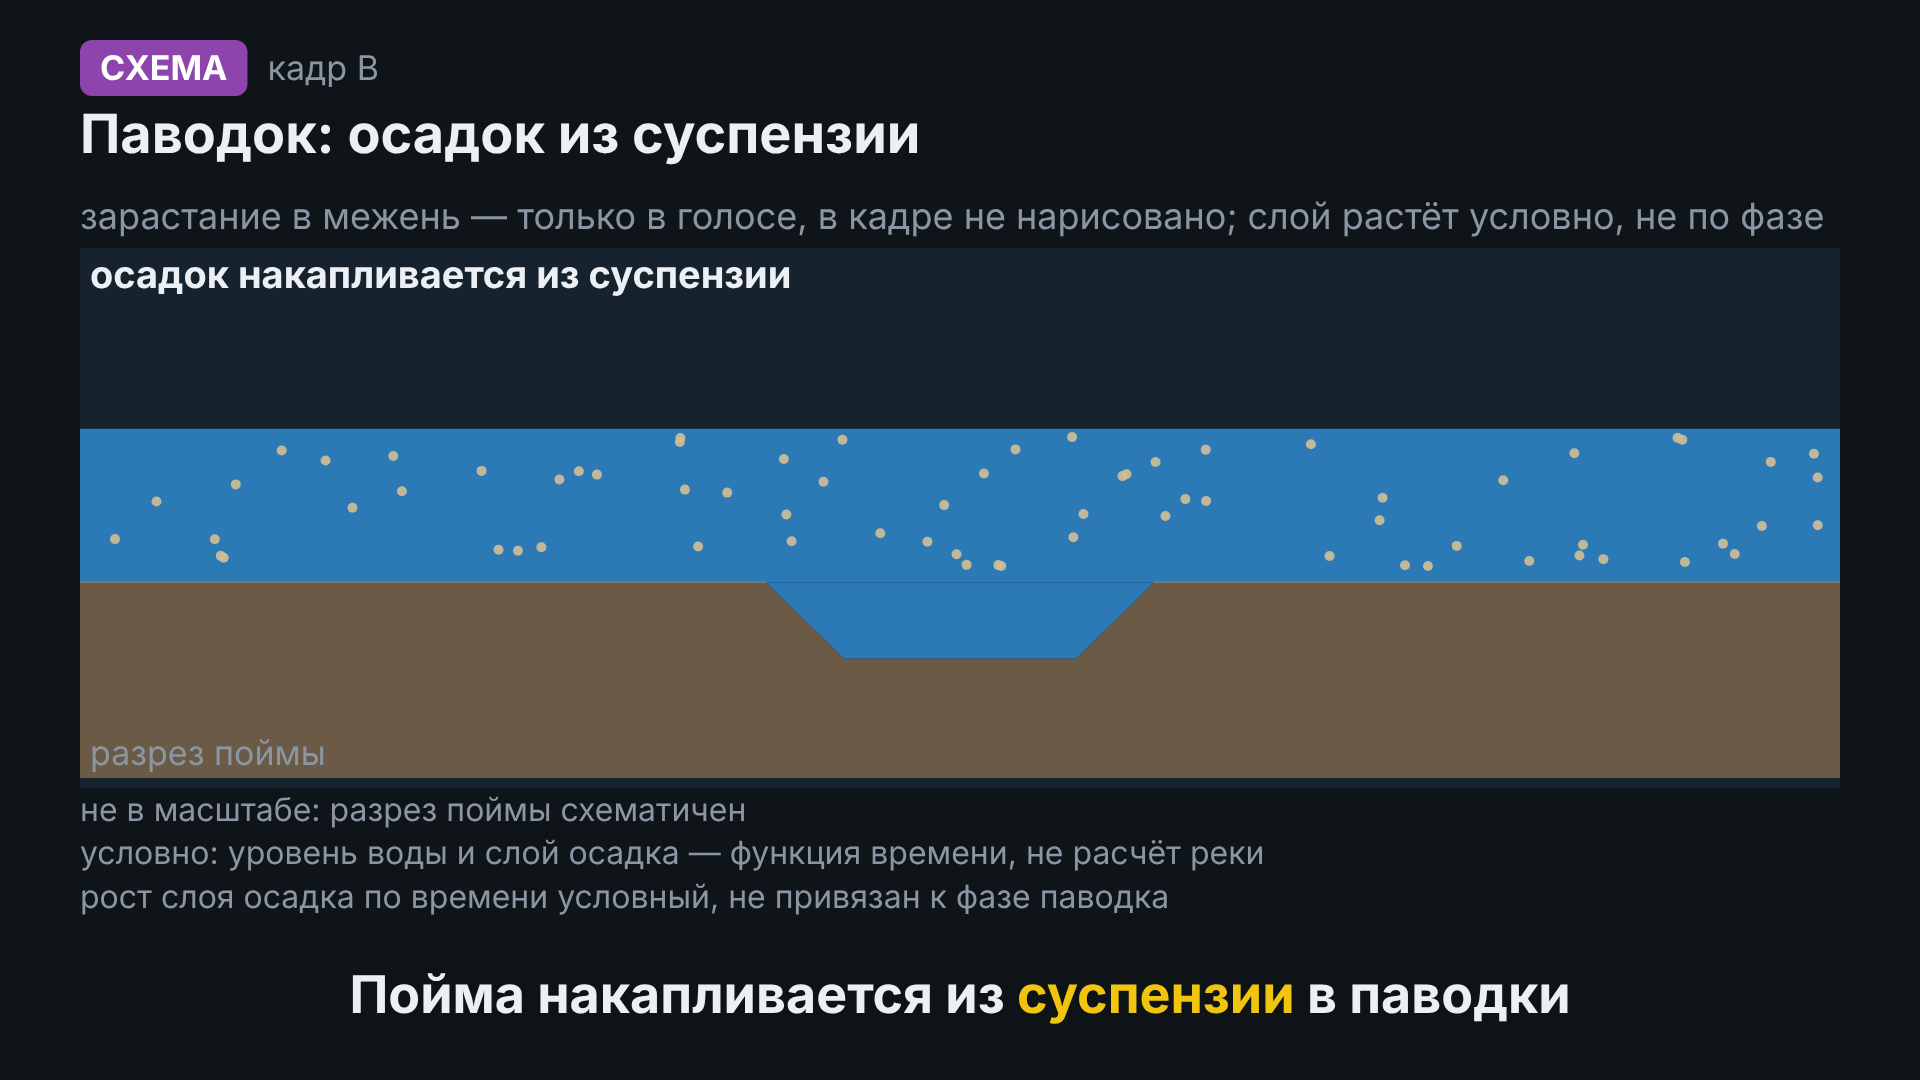 СХЕМА кадр В
Паводок: осадок из суспензии
зарастание в межень — только в голосе, в кадре не нарисовано; слой растёт условно, не по фазе
осадок накапливается из суспензии
разрез поймы
не в масштабе: разрез поймы схематичен
условно: уровень воды и слой осадка — функция времени, не расчёт реки
рост слоя осадка по времени условный, не привязан к фазе паводка
Пойма накапливается из суспензии в паводки